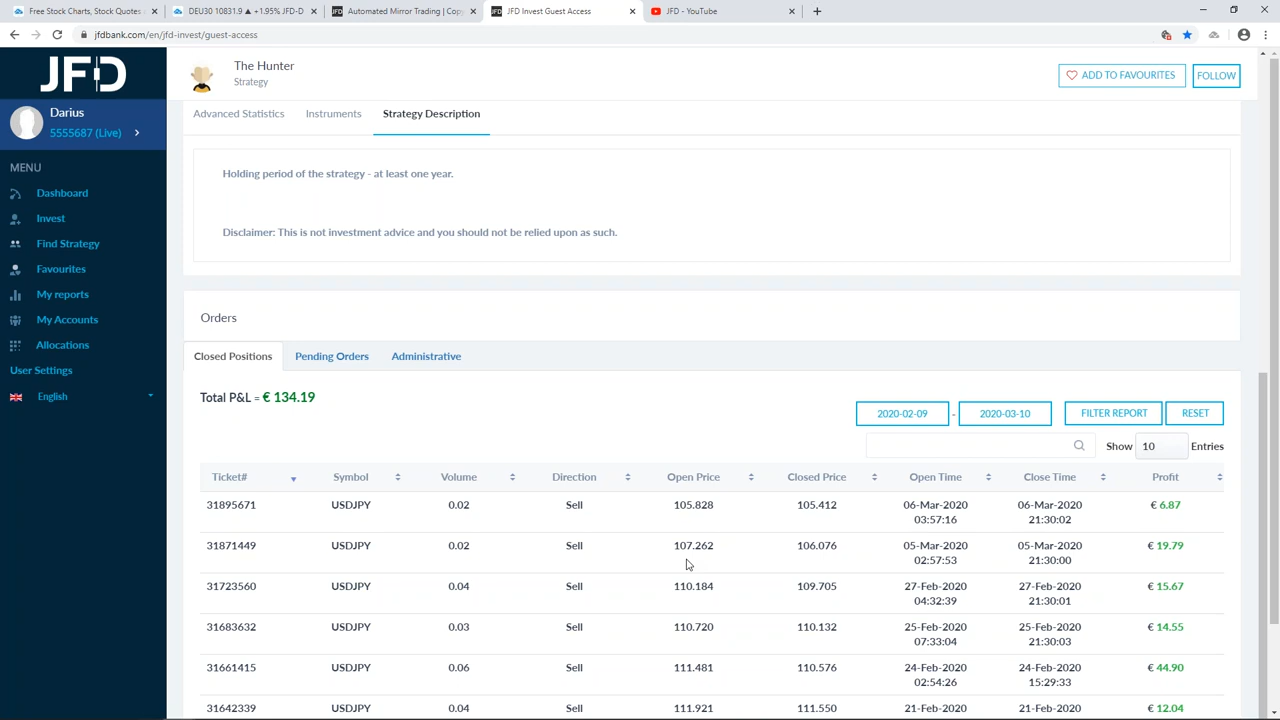 Free Stock Charts, Stock Quotes
DEU30 10831.9 ▲ +1.95% JFD-D
Automated Mirror Trading | Cop
JFD Invest Guest Access
JFD - YouTube
jfdbank.com/en/jfd-invest/guest-access
JFD
The Hunter
Strategy
ADD TO FAVOURITES
FOLLOW
Darius
5555687 (Live)
MENU
Dashboard
Invest
Find Strategy
Favourites
My reports
My Accounts
Allocations
User Settings
English
Advanced Statistics Instruments Strategy Description
Holding period of the strategy - at least one year.
Disclaimer: This is not investment advice and you should not be relied upon as such.
Orders
Closed Positions Pending Orders Administrative
Total P&L = € 134.19
2020-02-09 - 2020-03-10 FILTER REPORT RESET
Show 10 Entries
Ticket# Symbol Volume Direction Open Price Closed Price Open Time Close Time Profit
31895671 USDJPY 0.02 Sell 105.828 105.412 06-Mar-2020 06-Mar-2020 € 6.87
03:57:16 21:30:02
31871449 USDJPY 0.02 Sell 107.262 106.076 05-Mar-2020 05-Mar-2020 € 19.79
02:57:53 21:30:00
31723560 USDJPY 0.04 Sell 110.184 109.705 27-Feb-2020 27-Feb-2020 € 15.67
04:32:39 21:30:01
31683632 USDJPY 0.03 Sell 110.720 110.132 25-Feb-2020 25-Feb-2020 € 14.55
07:33:04 21:30:03
31661415 USDJPY 0.06 Sell 111.481 110.576 24-Feb-2020 24-Feb-2020 € 44.90
02:54:26 15:29:33
31642339 USDJPY 0.04 Sell 111.921 111.550 21-Feb-2020 21-Feb-2020 € 12.04